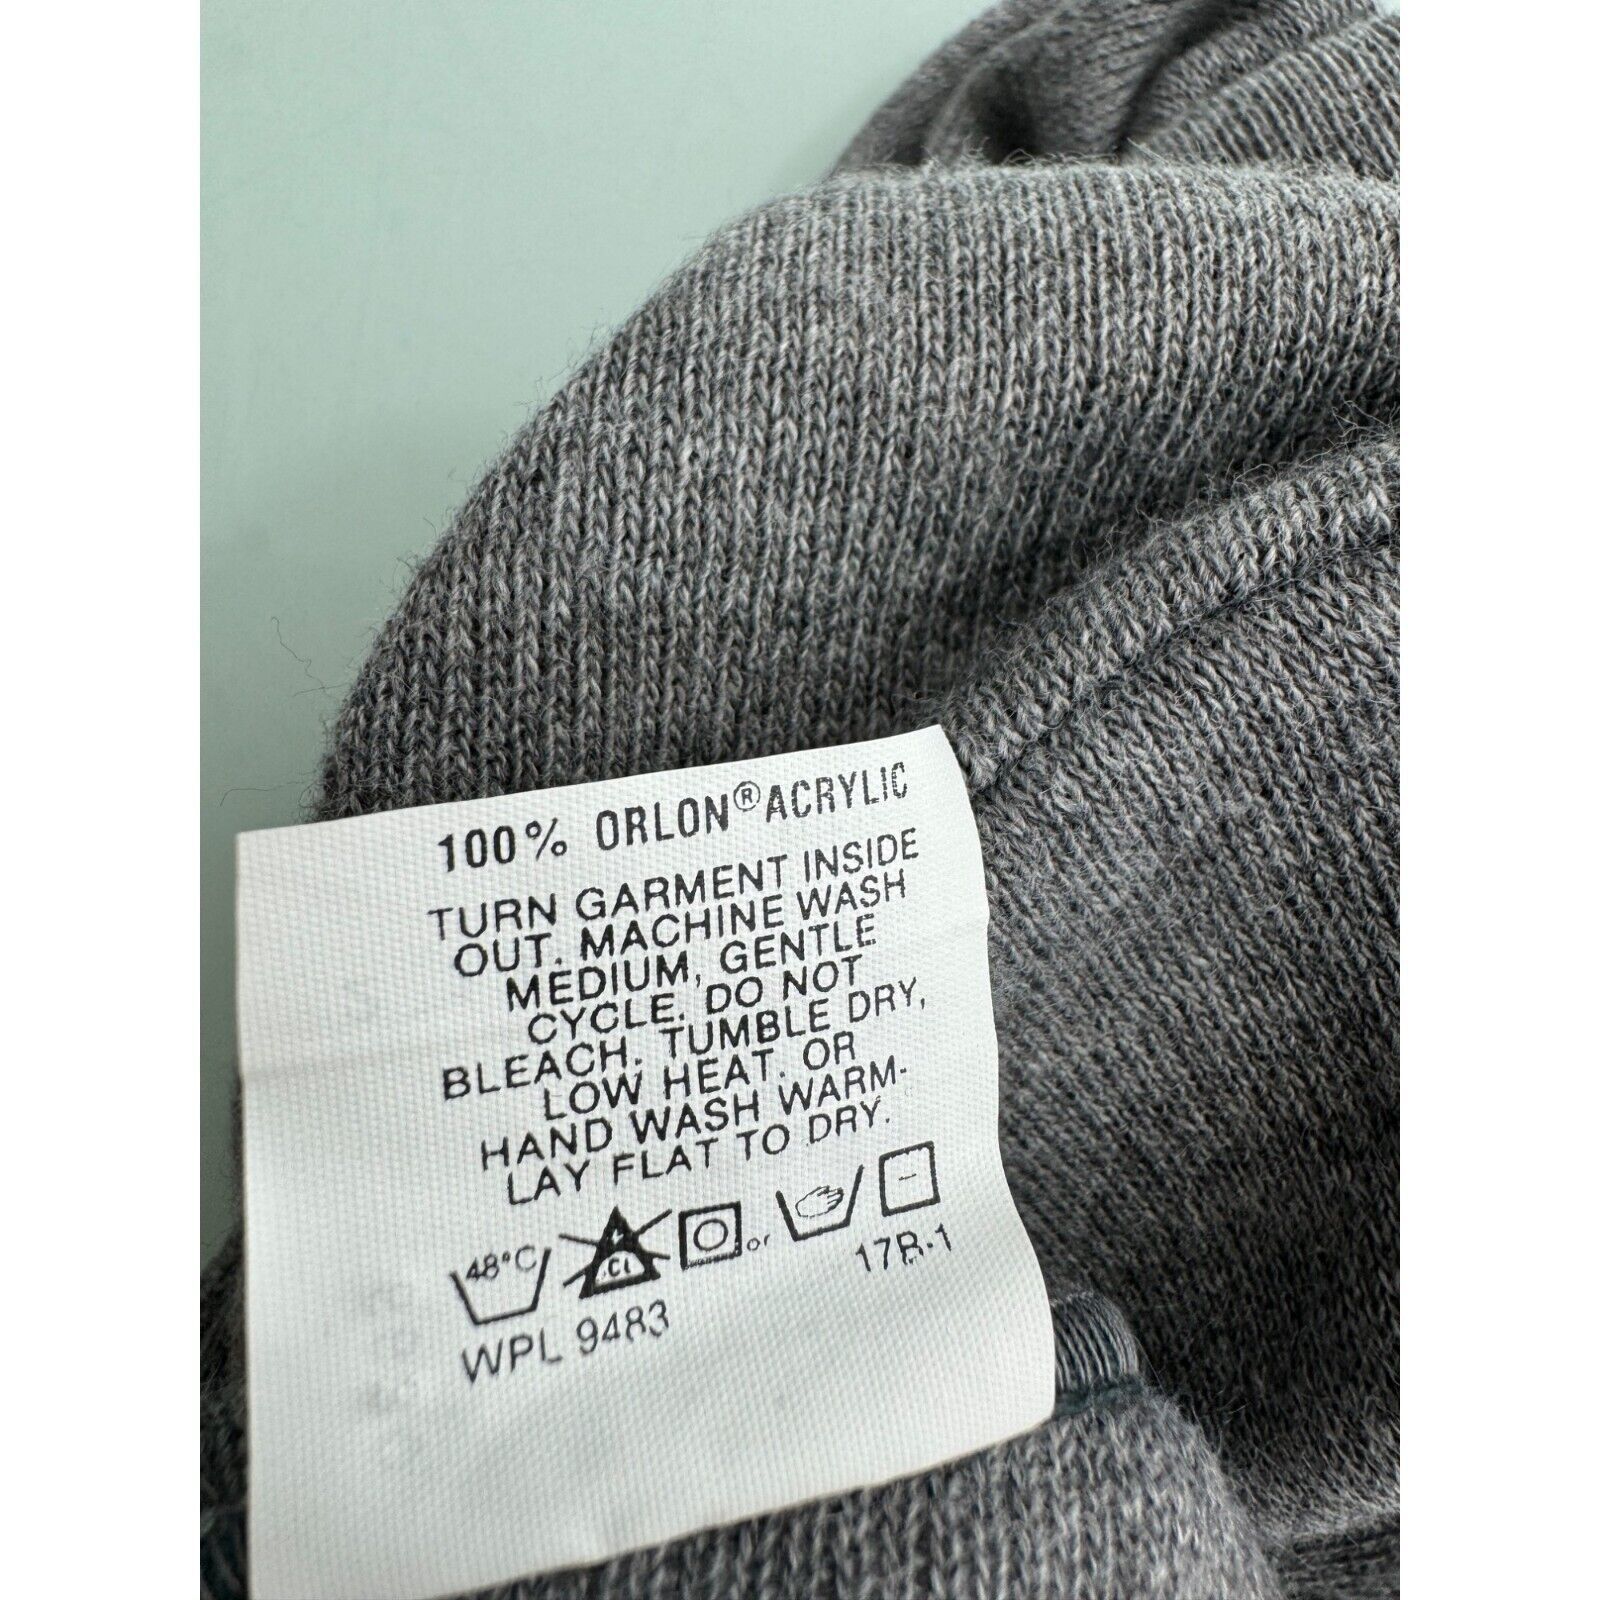 100% ORLON® ACRYLIC
TURN GARMENT INSIDE
OUT. MACHINE WASH
MEDIUM, GENTLE
CYCLE. DO NOT
BLEACH. TUMBLE DRY,
LOW HEAT. OR
HAND WASH WARM-
LAY FLAT TO DRY.
48°C CL or
17B-1
WPL 9483